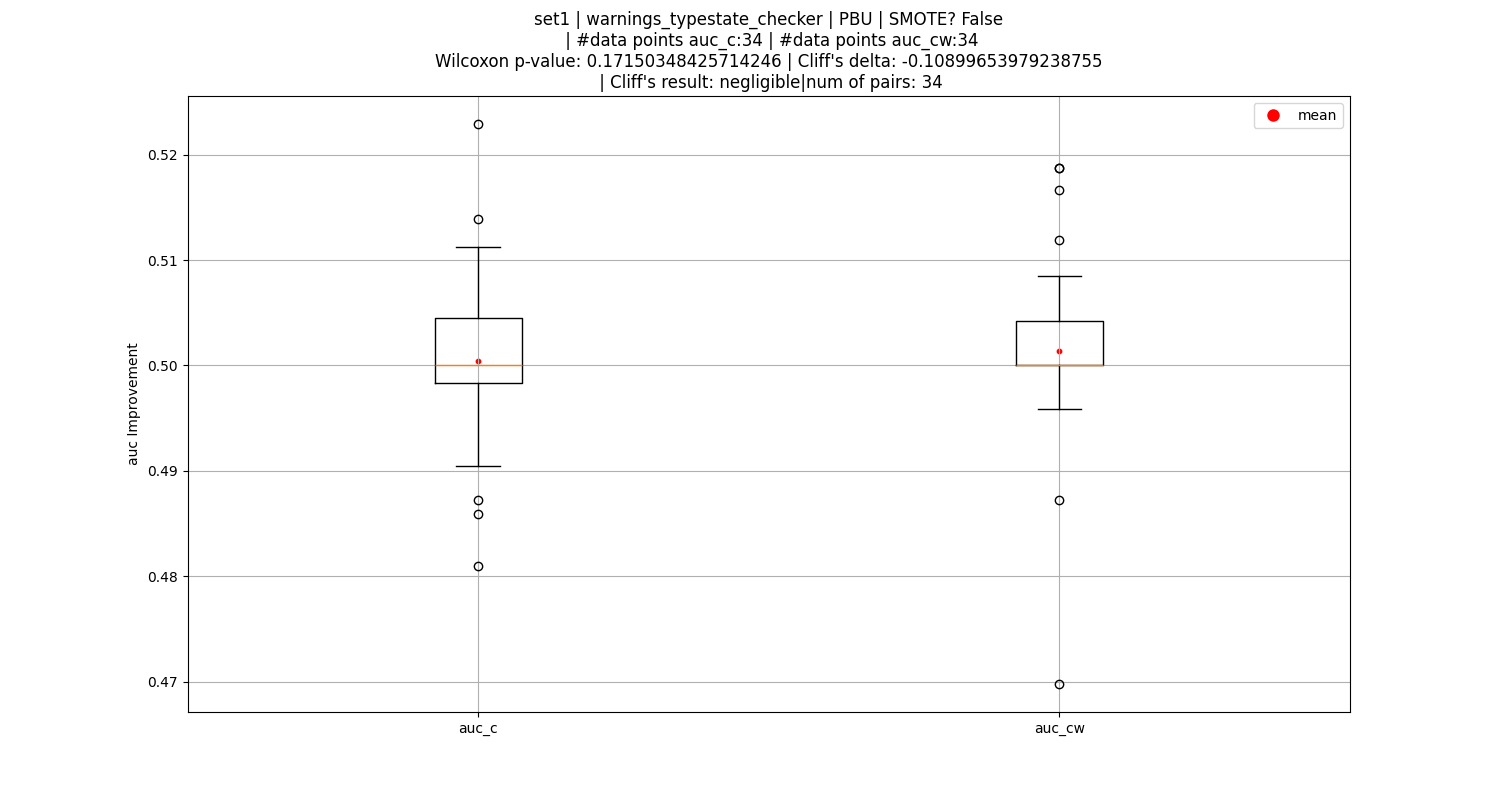 set1 | warnings_typestate_checker | PBU | SMOTE? False
| #data points auc_c:34 | #data points auc_cw:34
Wilcoxon p-value: 0.17150348425714246 | Cliff's delta: -0.10899653979238755
| Cliff's result: negligible|num of pairs: 34
mean
0.52
0.51
0.50
0.49
0.48
0.47
auc Improvement
auc_c
auc_cw